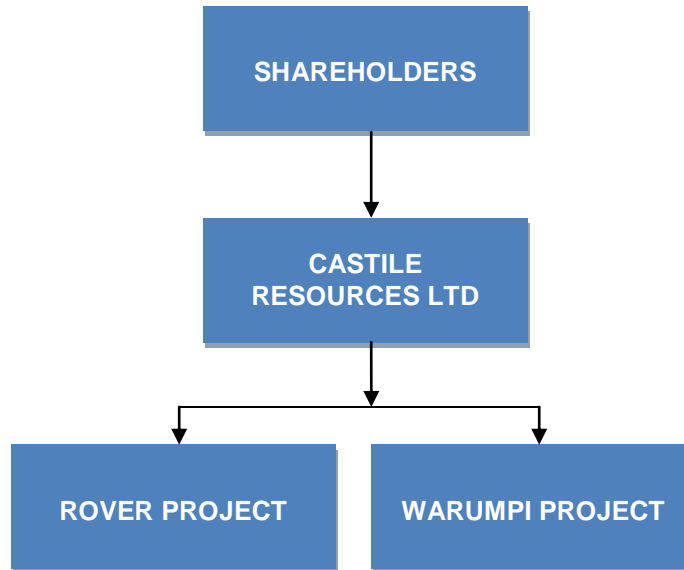 SHAREHOLDERS
CASTILE
RESOURCES LTD
ROVER PROJECT
WARUMPI PROJECT